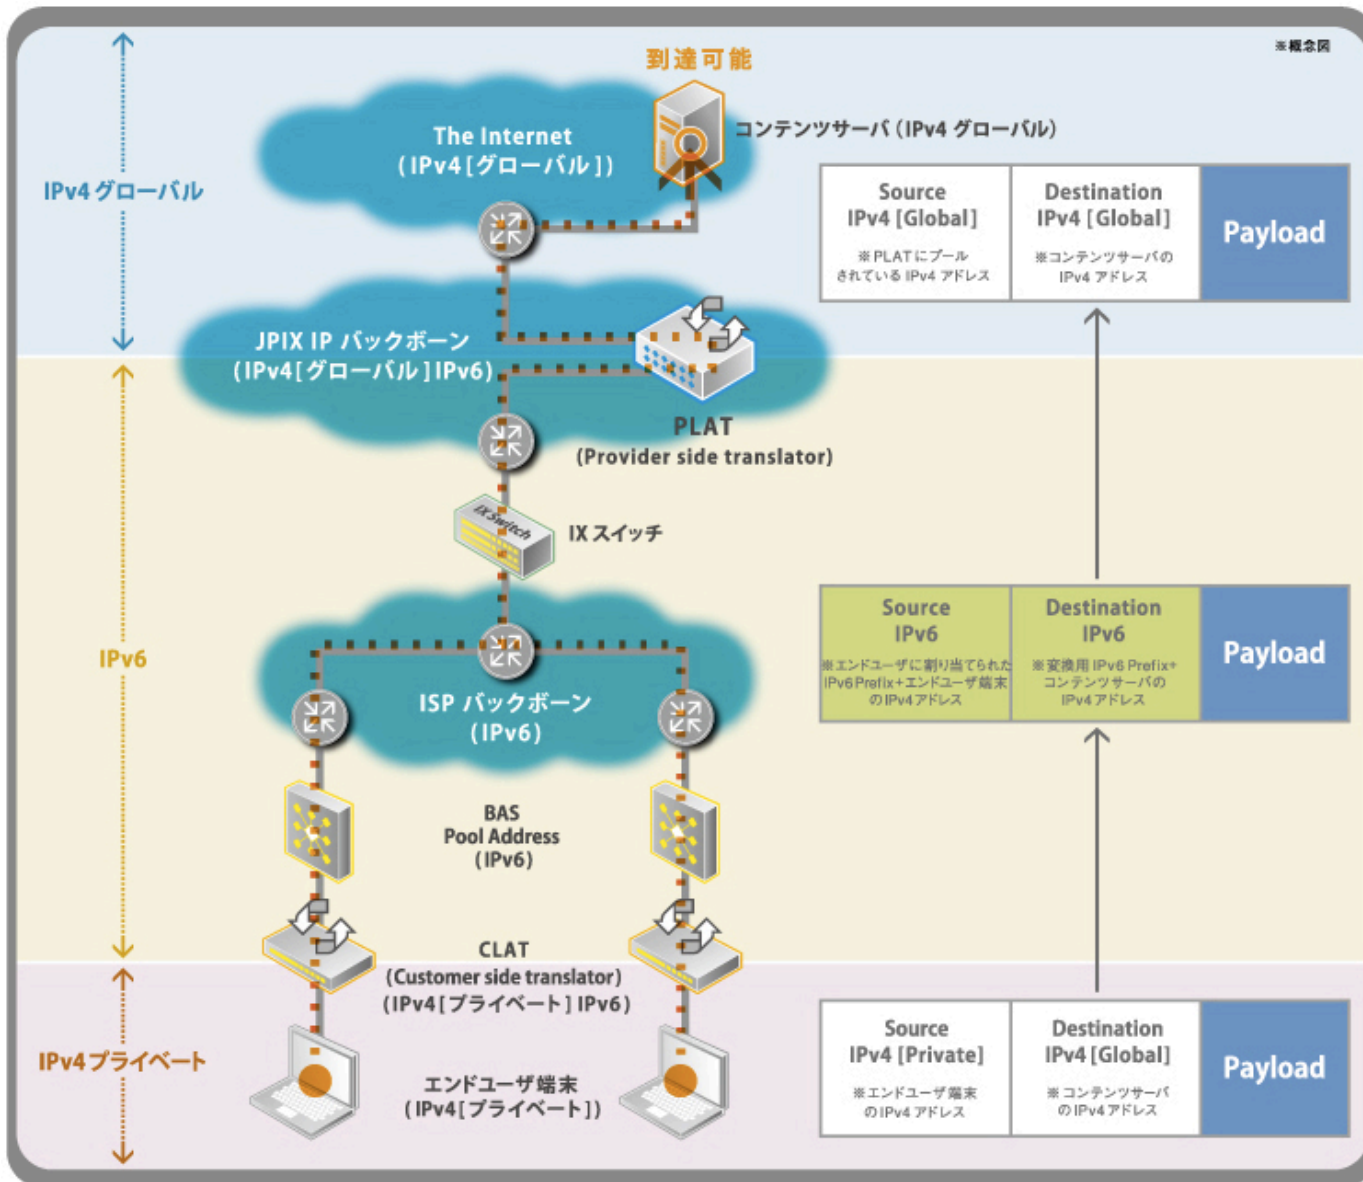 ※概念図
到達可能
The Internet
(IPv4[グローバル])
コンテンツサーバ(IPv4 グローバル)
IPv4 グローバル
Source
IPv4 [Global]
※PLATにプール
されている IPv4 アドレス
Destination
IPv4 [Global]
※コンテンツサーバの
IPv4 アドレス
Payload
JPIX IP バックボーン
(IPv4[グローバル]IPv6)
PLAT
(Provider side translator)
IX Switch
IX スイッチ
IPv6
Source
IPv6
※エンドユーザに割り当てられた
IPv6 Prefix+エンドユーザ端末
のIPv4アドレス
Destination
IPv6
※変換用 IPv6 Prefix+
コンテンツサーバの
IPv4アドレス
Payload
ISP バックボーン
(IPv6)
BAS
Pool Address
(IPv6)
CLAT
(Customer side translator)
(IPv4[プライベート] IPv6)
IPv4プライベート
エンドユーザ端末
(IPv4[プライベート])
Source
IPv4 [Private]
※エンドユーザ端末
のIPv4アドレス
Destination
IPv4 [Global]
※コンテンツサーバ
のIPv4アドレス
Payload